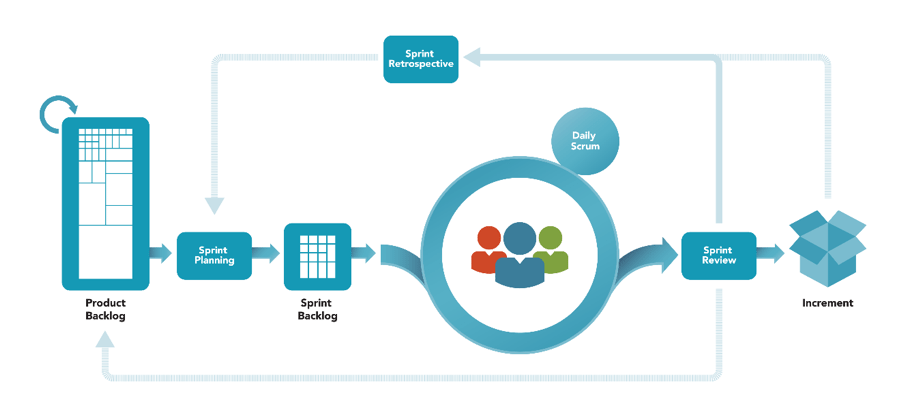 Sprint
Retrospective
Daily
Scrum
Sprint
Planning
Sprint
Review
Product
Backlog
Sprint
Backlog
Increment